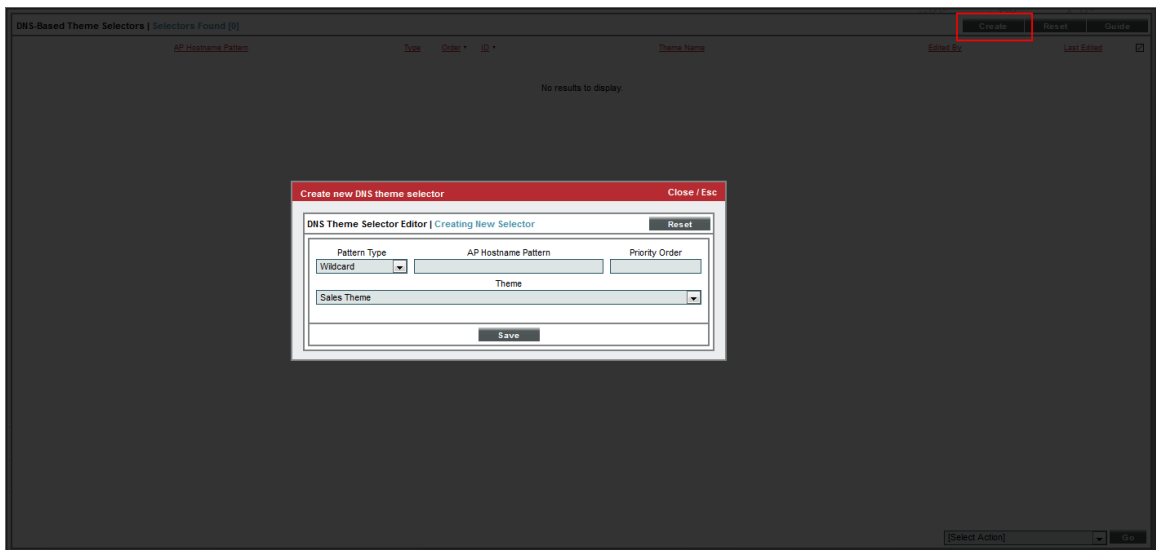 DNS-Based Theme Selectors | Selectors Found [0] Create Reset Guide
AP Hostname Pattern Type Order ID Theme Name Edited By Last Edited
No results to display.
Create new DNS theme selector Close / Esc
DNS Theme Selector Editor | Creating New Selector Reset
Pattern Type AP Hostname Pattern Priority Order
Wildcard
Theme
Sales Theme
Save
[Select Action] Go